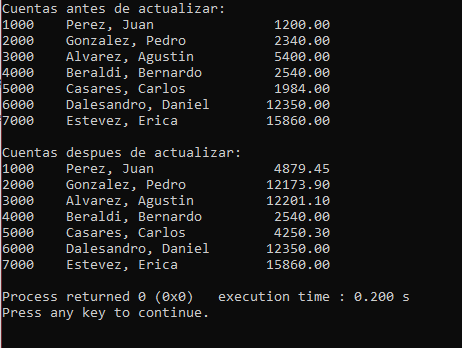 Cuentas antes de actualizar:
1000    Perez, Juan               1200.00
2000    Gonzalez, Pedro           2340.00
3000    Alvarez, Agustin          5400.00
4000    Beraldi, Bernardo         2540.00
5000    Casares, Carlos           1984.00
6000    Dalesandro, Daniel       12350.00
7000    Estevez, Erica           15860.00

Cuentas despues de actualizar:
1000    Perez, Juan               4879.45
2000    Gonzalez, Pedro          12173.90
3000    Alvarez, Agustin         12201.10
4000    Beraldi, Bernardo         2540.00
5000    Casares, Carlos           4250.30
6000    Dalesandro, Daniel       12350.00
7000    Estevez, Erica           15860.00

Process returned 0 (0x0)   execution time : 0.200 s
Press any key to continue.